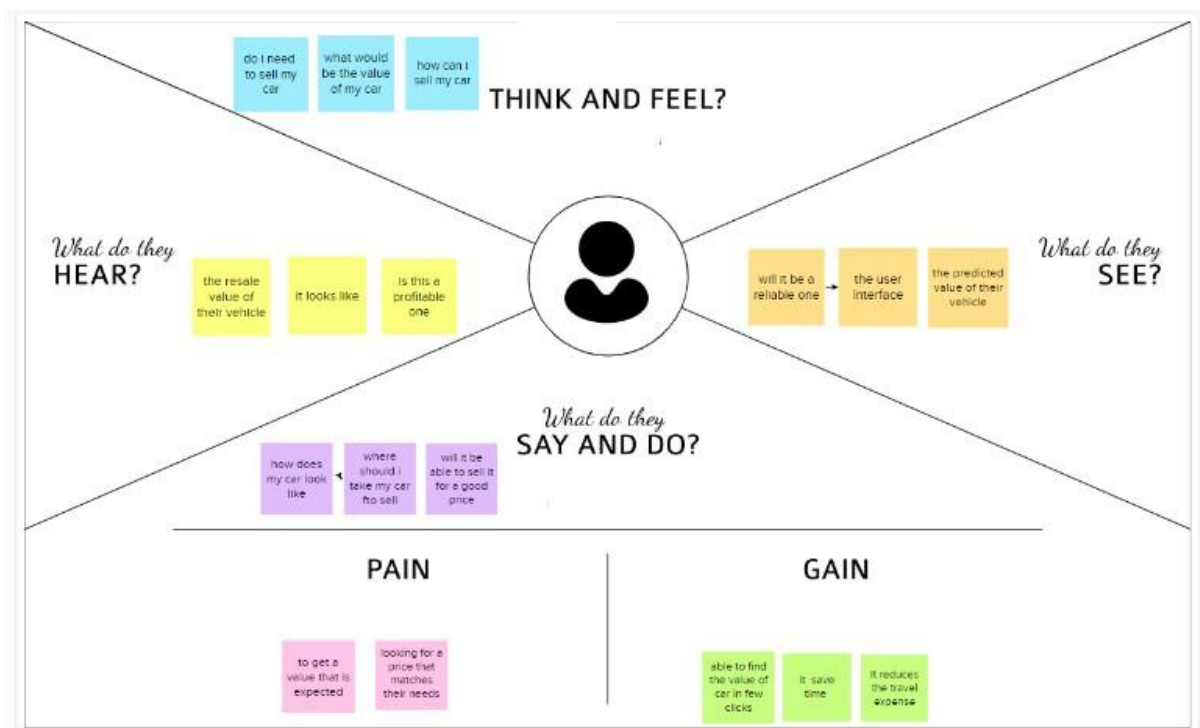 do i need
to sell my
car
what would
be the value
of my car
how can i
sell my car
THINK AND FEEL?
What do they
HEAR?
the resale
value of
their vehicle
it looks like
is this a
profitable
one
will it be a
reliable one
the user
interface
the predicted
value of their
vehicle
What do they
SEE?
What do they
SAY AND DO?
how does
my car look
like
where
should i
take my car
fto sell
will it be
able to sell it
for a good
price
PAIN
to get a
value that is
expected
looking for a
price that
matches
their needs
GAIN
able to find
the value of
car in few
clicks
it save
time
it reduces
the travel
expense